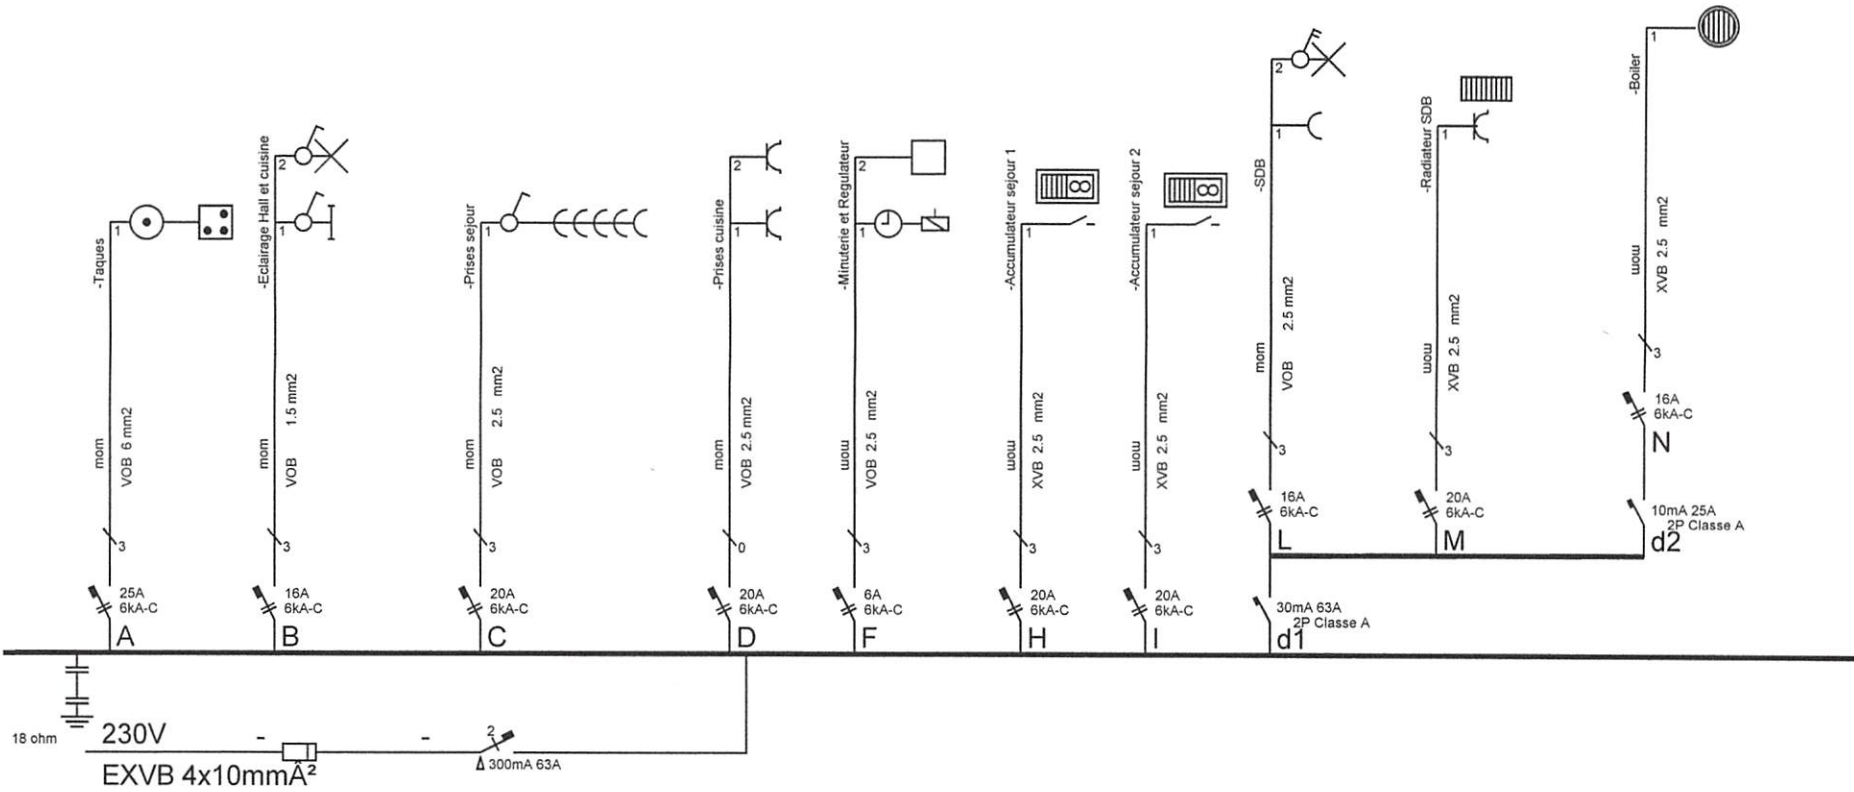 -Taques
1
mom
VOB 6 mm2
3
25A
6kA-C
A
-Eclairage Hall et cuisine
2
1
mom
VOB 1.5 mm2
3
16A
6kA-C
B
-Prises sejour
1
mom
VOB 2.5 mm2
3
20A
6kA-C
C
-Prises cuisine
2
1
mom
VOB 2.5 mm2
0
20A
6kA-C
D
-Minuterie et Regulateur
2
1
mom
VOB 2.5 mm2
3
6A
6kA-C
F
-Accumulateur sejour 1
1
mom
XVB 2.5 mm2
3
20A
6kA-C
H
-Accumulateur sejour 2
1
mom
XVB 2.5 mm2
3
20A
6kA-C
I
-SDB
2
1
mom
VOB 2.5 mm2
3
16A
6kA-C
L
30mA 63A
2P Classe A
d1
-Radiateur SDB
1
mom
XVB 2.5 mm2
3
20A
6kA-C
M
-Boiler
1
mom
XVB 2.5 mm2
3
16A
6kA-C
N
10mA 25A
2P Classe A
d2
18 ohm
230V
-
-
2
Δ 300mA 63A
EXVB 4x10mmÂ²